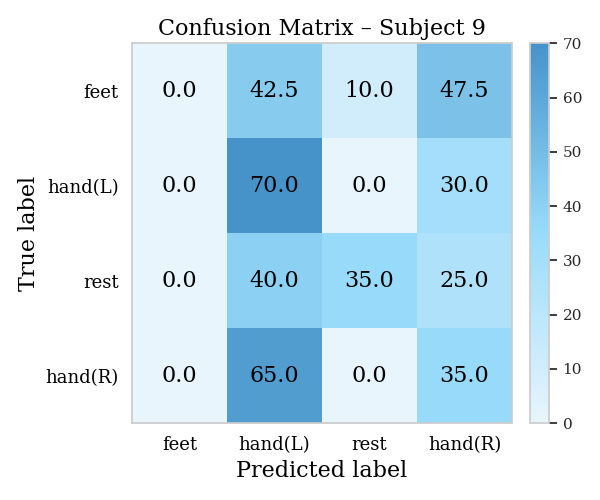 Confusion Matrix – Subject 9
feet 0.0 42.5 10.0 47.5
hand(L) 0.0 70.0 0.0 30.0
rest 0.0 40.0 35.0 25.0
hand(R) 0.0 65.0 0.0 35.0
feet hand(L) rest hand(R)
Predicted label
True label
70
60
50
40
30
20
10
0